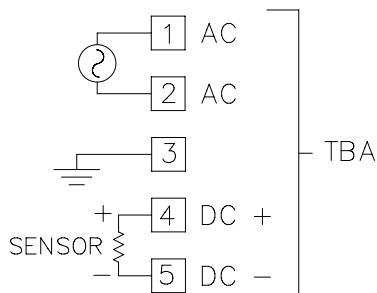 1 AC
2 AC
3
TBA
+ 4 DC +
SENSOR
- 5 DC -